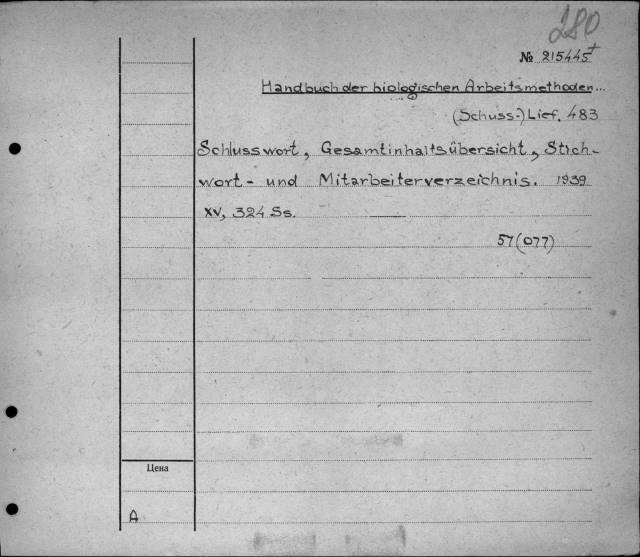 280
№ 215445+
Handbuch der biologischen Arbeitsmethoden...
(Schuss-) Lief. 483
Schlusswort, Gesamtinhaltsübersicht, Stich-
wort- und Mitarbeiterverzeichnis. 1939
XV, 324 Ss.
57(077)
Цена
A